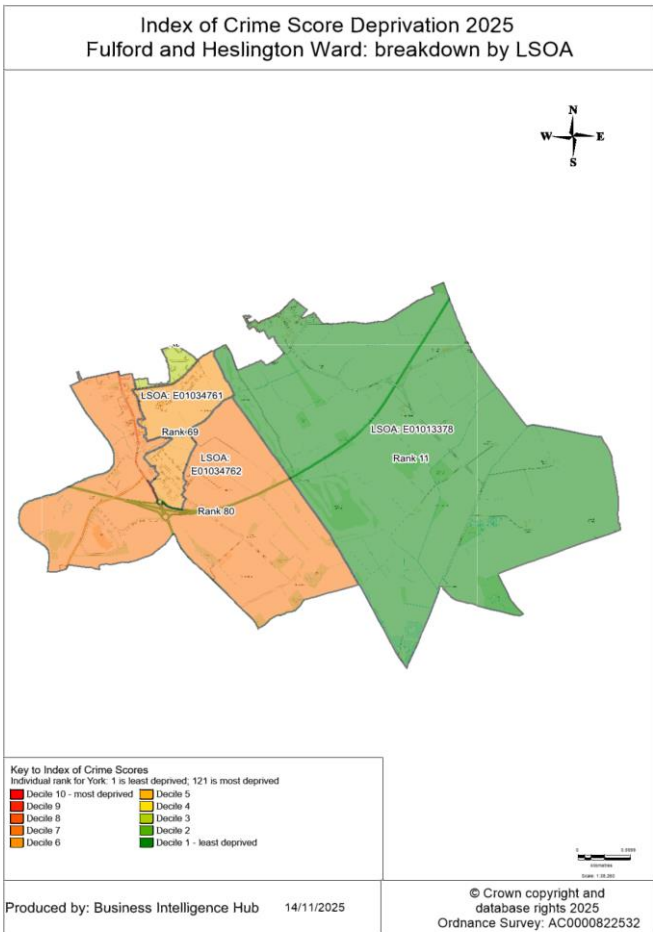 Index of Crime Score Deprivation 2025
Fulford and Heslington Ward: breakdown by LSOA
N
W E
S
LSOA: E01034761
Rank 69
LSOA: E01013378
Rank 11
LSOA:
E01034762
Rank 80
Key to Index of Crime Scores
Individual rank for York: 1 is least deprived; 121 is most deprived
Decile 10 - most deprived
Decile 9
Decile 8
Decile 7
Decile 6
Decile 5
Decile 4
Decile 3
Decile 2
Decile 1 - least deprived
kilometres
Produced by: Business Intelligence Hub 14/11/2025
© Crown copyright and
database rights 2025
Ordnance Survey: AC0000822532